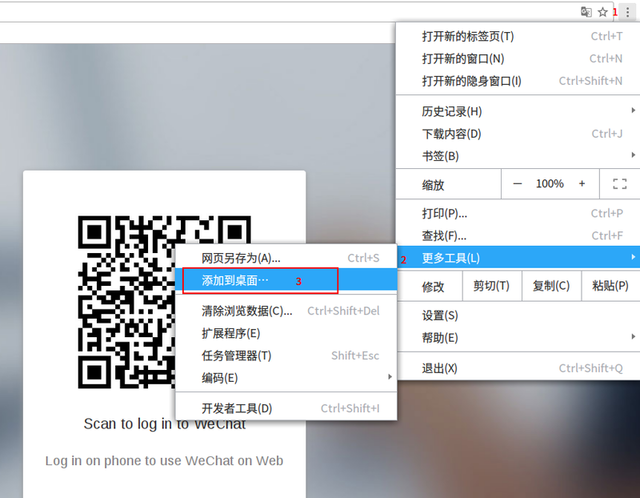 1
打开新的标签页(T) Ctrl+T
打开新的窗口(N) Ctrl+N
打开新的隐身窗口(I) Ctrl+Shift+N
历史记录(H)
下载内容(D) Ctrl+J
书签(B)
缩放 — 100% +
打印(P)... Ctrl+P
查找(F)... Ctrl+F
2 更多工具(L)
修改 剪切(T) 复制(C) 粘贴(P)
设置(S)
帮助(E)
退出(X) Ctrl+Shift+Q
网页另存为(A)... Ctrl+S
添加到桌面… 3
清除浏览数据(C)... Ctrl+Shift+Del
扩展程序(E)
任务管理器(T) Shift+Esc
编码(E)
开发者工具(D) Ctrl+Shift+I
Scan to log in to WeChat
Log in on phone to use WeChat on Web